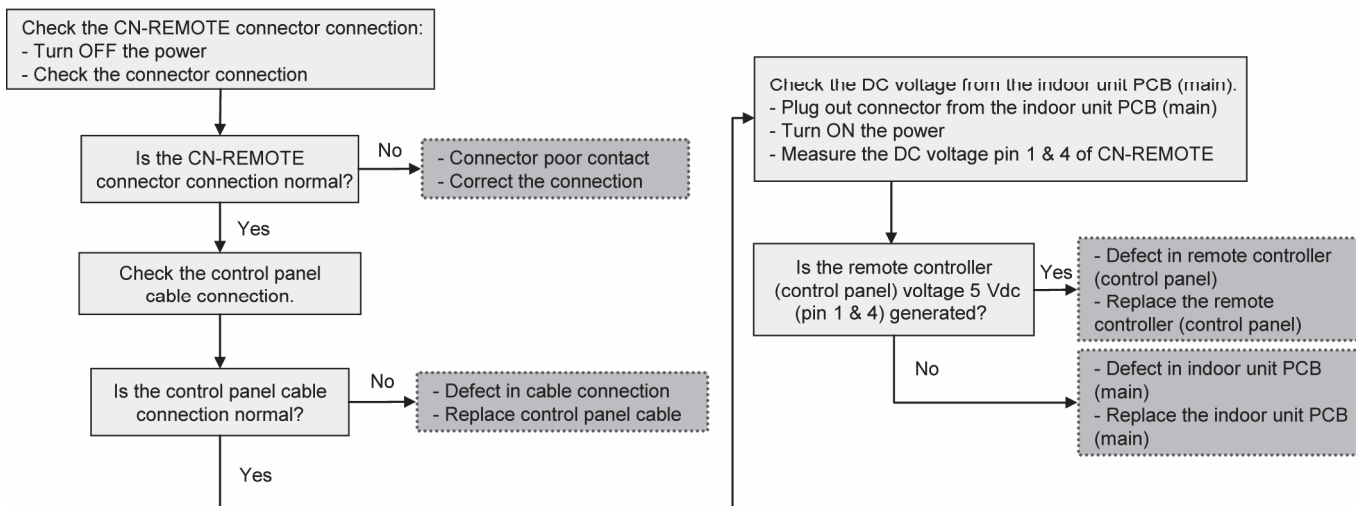 Check the CN-REMOTE connector connection:
- Turn OFF the power
- Check the connector connection
Is the CN-REMOTE
connector connection normal?
No
- Connector poor contact
- Correct the connection
Yes
Check the control panel
cable connection.
Is the control panel cable
connection normal?
No
- Defect in cable connection
- Replace control panel cable
Yes
Check the DC voltage from the indoor unit PCB (main):
- Plug out connector from the indoor unit PCB (main)
- Turn ON the power
- Measure the DC voltage pin 1 & 4 of CN-REMOTE
Is the remote controller
(control panel) voltage 5 Vdc
(pin 1 & 4) generated?
Yes
- Defect in remote controller
(control panel)
- Replace the remote
controller (control panel)
No
- Defect in indoor unit PCB
(main)
- Replace the indoor unit PCB
(main)